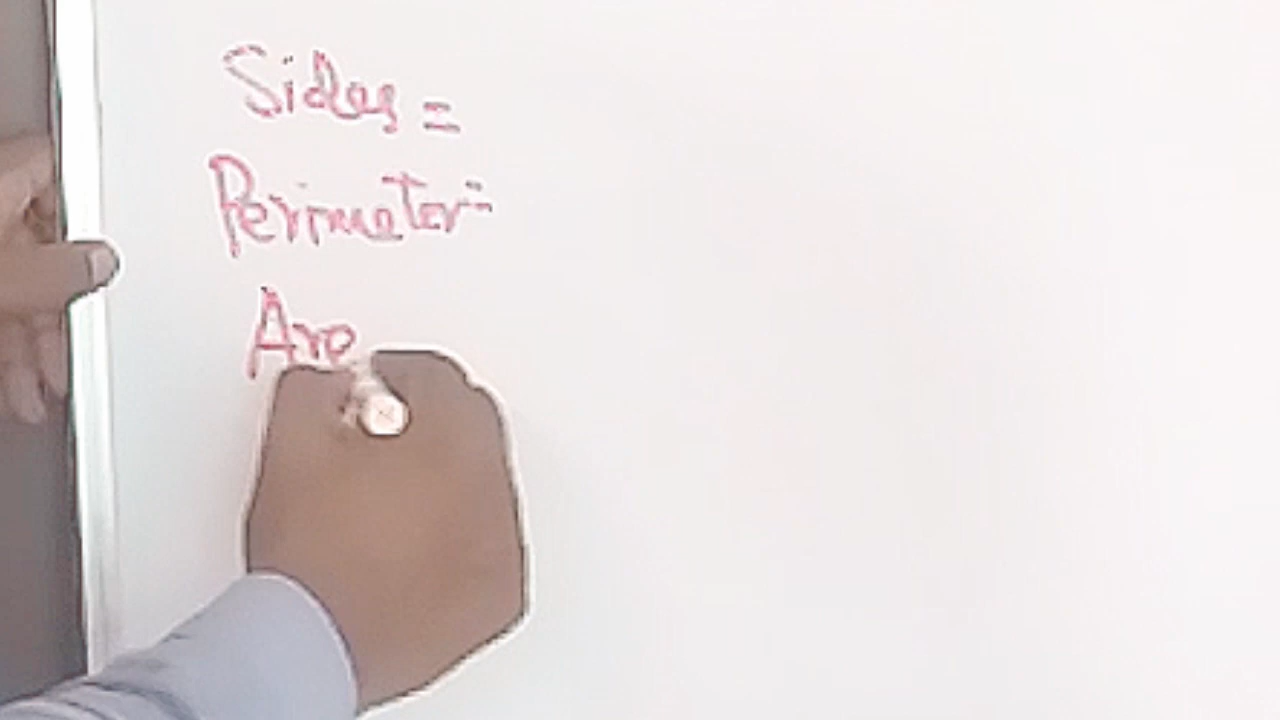 Sides =
Perimeter =
Are